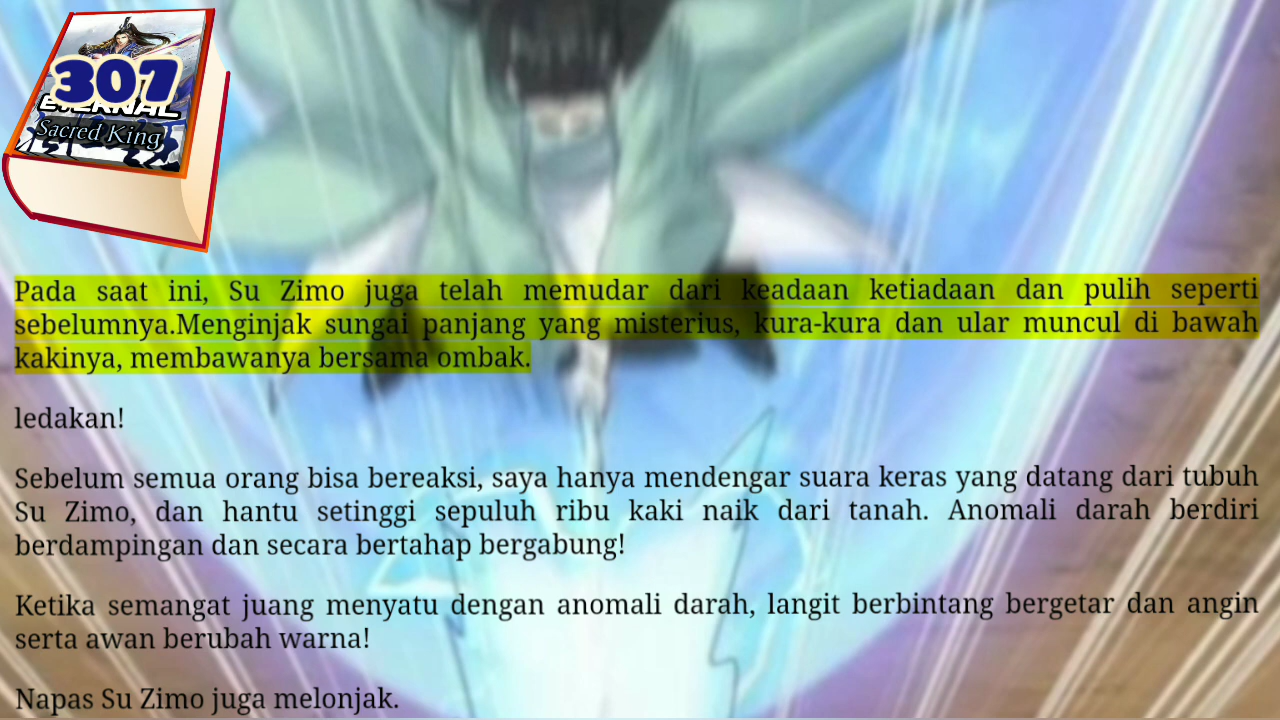 307
ETERNAL
Sacred King
Pada saat ini, Su Zimo juga telah memudar dari keadaan ketiadaan dan pulih seperti
sebelumnya.Menginjak sungai panjang yang misterius, kura-kura dan ular muncul di bawah
kakinya, membawanya bersama ombak.
ledakan!
Sebelum semua orang bisa bereaksi, saya hanya mendengar suara keras yang datang dari tubuh
Su Zimo, dan hantu setinggi sepuluh ribu kaki naik dari tanah. Anomali darah berdiri
berdampingan dan secara bertahap bergabung!
Ketika semangat juang menyatu dengan anomali darah, langit berbintang bergetar dan angin
serta awan berubah warna!
Napas Su Zimo juga melonjak.